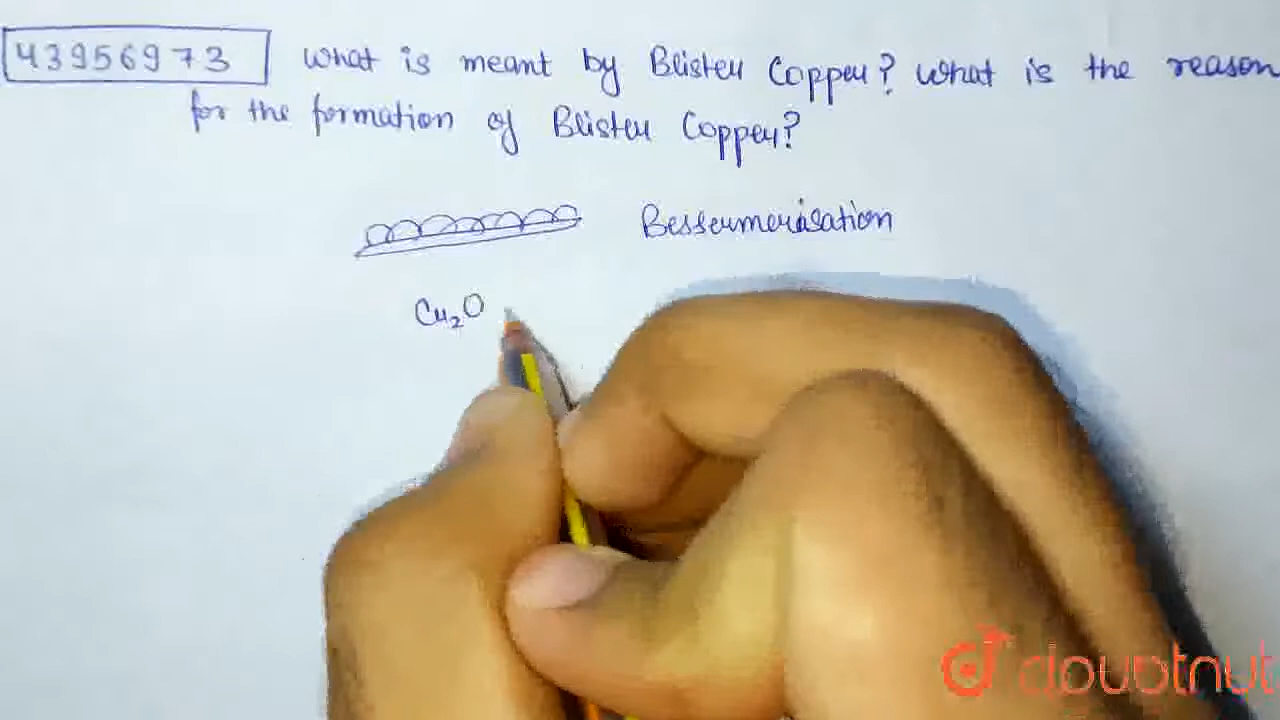 43956973 What is meant by Blister Copper? What is the reason
for the formation of Blister Copper?
Bessermerisation
Cu₂O
doubtnut